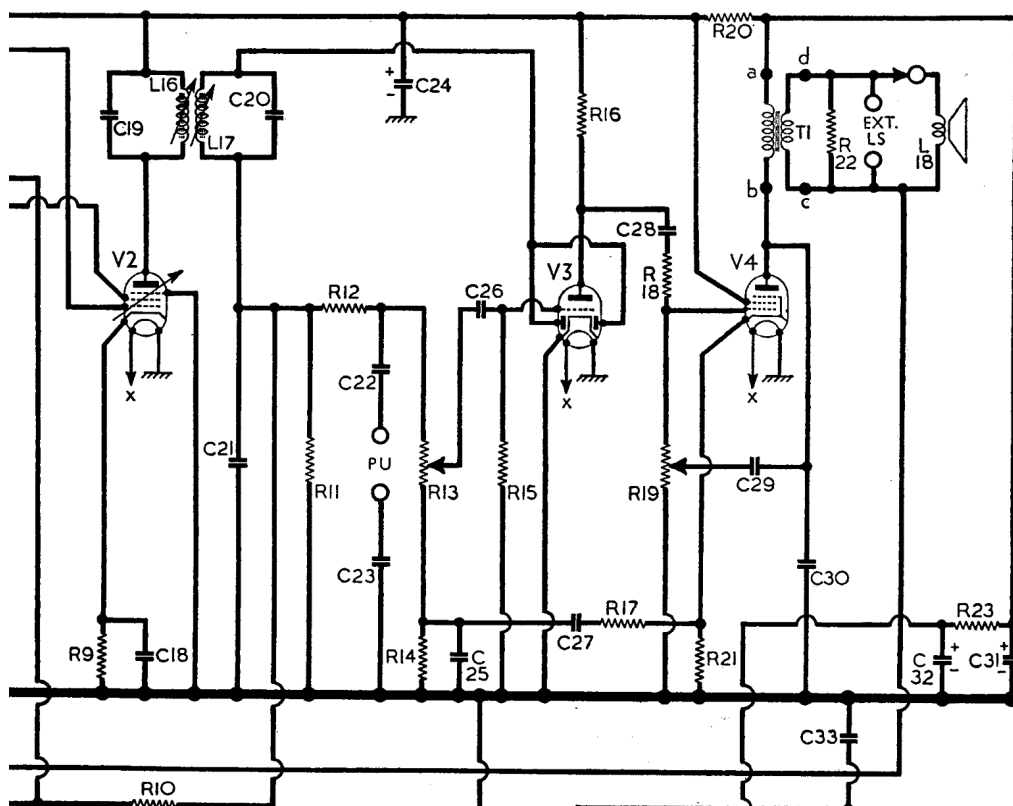 R20
a
d
L16
C19
C20
L17
+
-
C24
R16
T1
R
22
EXT.
LS
L
18
b
c
V2
C28
V3
R
18
V4
R12
C26
x
x
x
C22
C21
PU
R11
R13
R15
R19
C29
C23
C30
R17
R23
R9
C18
R14
C
25
C27
R21
C
32
+
-
C31
+
-
C33
R10